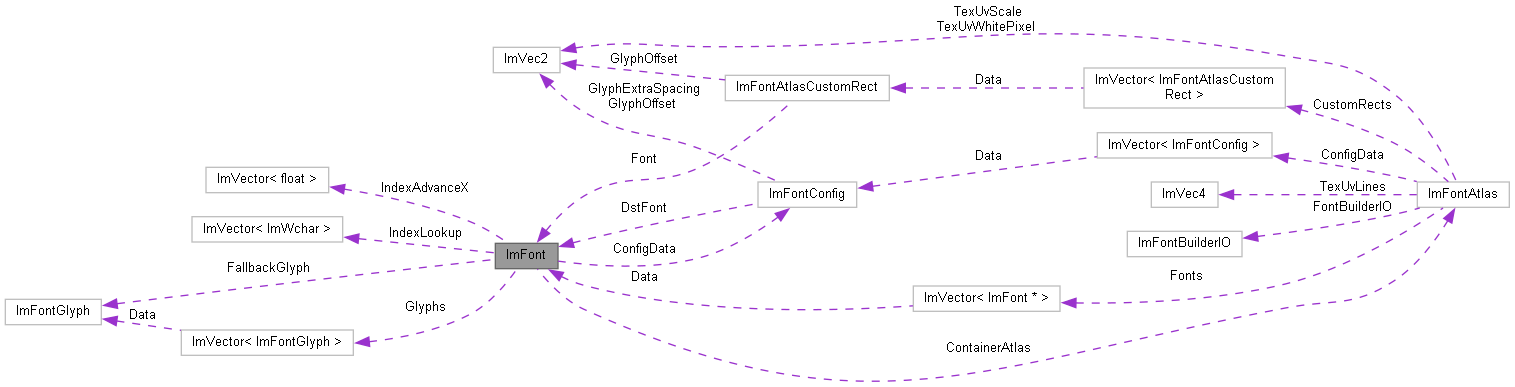 TexUvScale
TexUvWhitePixel
ImVec2
GlyphOffset
ImFontAtlasCustomRect
Data
ImVector< ImFontAtlasCustom
Rect >
GlyphExtraSpacing
GlyphOffset
CustomRects
Font
Data
ImVector< ImFontConfig >
ConfigData
ImVector< float >
IndexAdvanceX
ImFontConfig
ImVec4
TexUvLines
ImFontAtlas
DstFont
FontBuilderIO
ImVector< ImWchar >
IndexLookup
ImFont
ConfigData
ImFontBuilderIO
FallbackGlyph
Data
Fonts
ImFontGlyph
Data
Glyphs
ImVector< ImFont * >
ImVector< ImFontGlyph >
ContainerAtlas